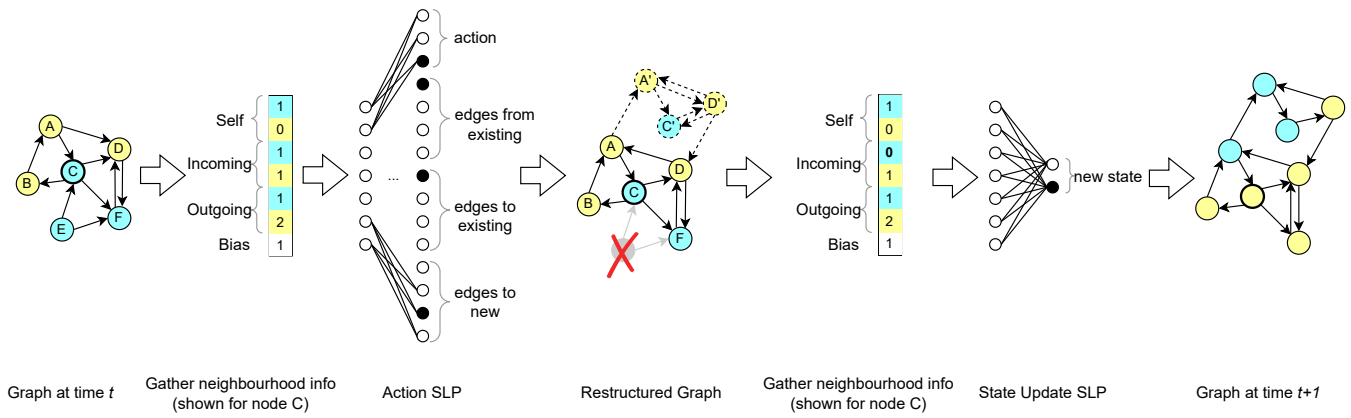 A
B
C
D
E
F
Self
Incoming
Outgoing
Bias
1
0
1
1
1
2
1
...
action
edges from
existing
edges to
existing
edges to
new
A'
D'
C'
A
D
C
B
F
Self
Incoming
Outgoing
Bias
1
0
0
1
1
2
1
new state
Graph at time t
Gather neighbourhood info
(shown for node C)
Action SLP
Restructured Graph
Gather neighbourhood info
(shown for node C)
State Update SLP
Graph at time t+1